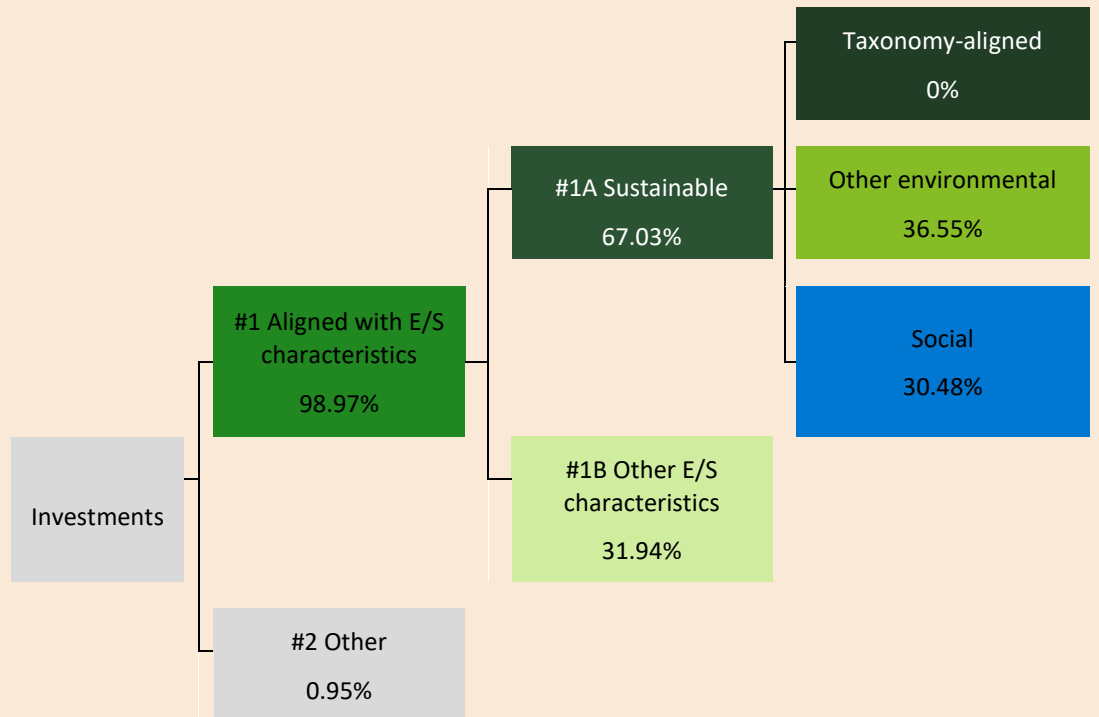 Taxonomy-aligned
0%
#1A Sustainable
67.03%
Other environmental
36.55%
#1 Aligned with E/S
characteristics
98.97%
Social
30.48%
Investments
#1B Other E/S
characteristics
31.94%
#2 Other
0.95%